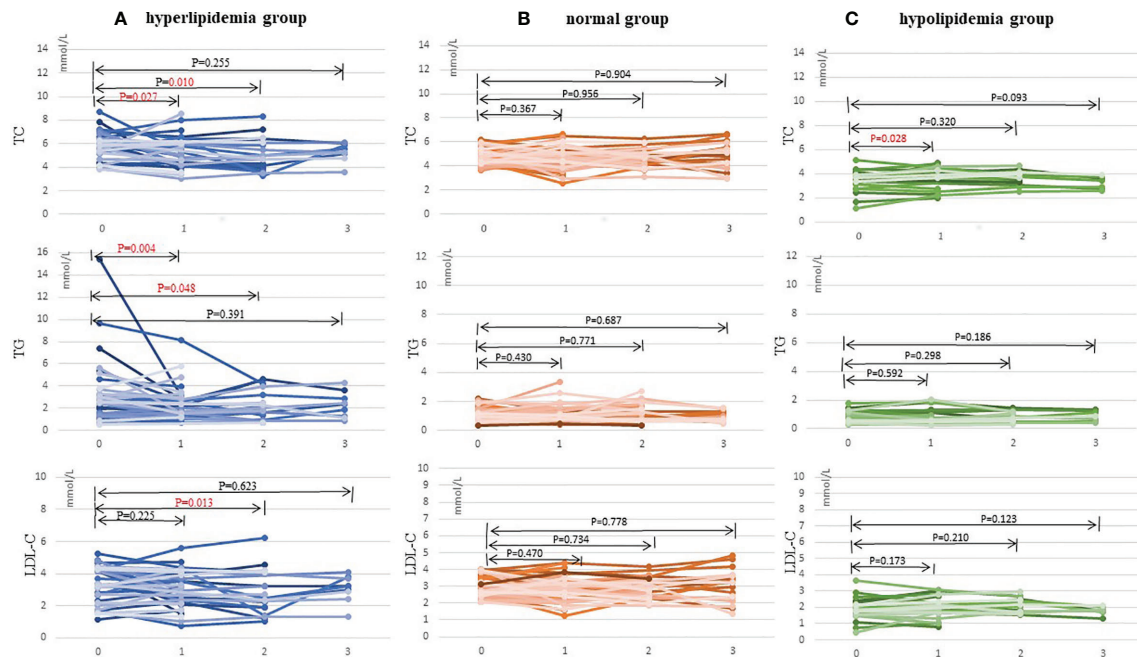 A hyperlipidemia group
B normal group
C hypolipidemia group
mmol/L
14
12
10
8
6
4
2
0
TC
P=0.255
P=0.010
P=0.027
0 1 2 3
mmol/L
14
12
10
8
6
4
2
0
TC
P=0.904
P=0.956
P=0.367
0 1 2 3
mmol/L
14
12
10
8
6
4
2
0
TC
P=0.093
P=0.320
P=0.028
0 1 2 3
mmol/L
16
14
12
10
8
6
4
2
0
TG
P=0.004
P=0.048
P=0.391
0 1 2 3
mmol/L
12
10
8
6
4
2
0
TG
P=0.687
P=0.771
P=0.430
0 1 2 3
mmol/L
12
10
8
6
4
2
0
TG
P=0.186
P=0.298
P=0.592
0 1 2 3
mmol/L
10
8
6
4
2
0
LDL-C
P=0.623
P=0.013
P=0.225
0 1 2 3
mmol/L
10
9
8
7
6
5
4
3
2
1
0
LDL-C
P=0.778
P=0.734
P=0.470
0 1 2 3
mmol/L
10
9
8
7
6
5
4
3
2
1
0
LDL-C
P=0.123
P=0.210
P=0.173
0 1 2 3